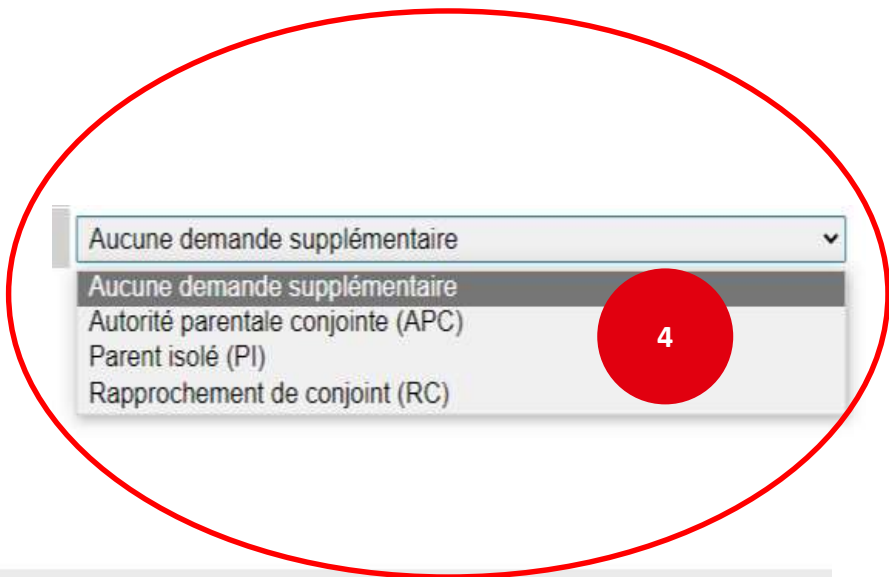 Aucune demande supplémentaire
Aucune demande supplémentaire
Autorité parentale conjointe (APC)
4
Parent isolé (PI)
Rapprochement de conjoint (RC)